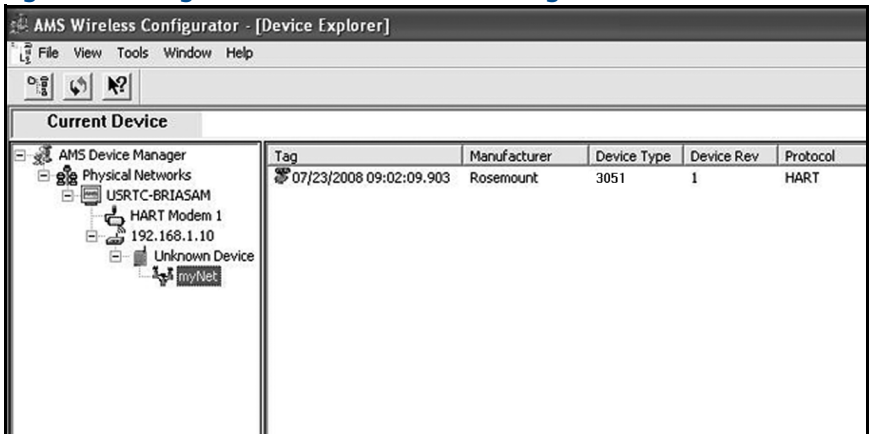 AMS Wireless Configurator - [Device Explorer]
File View Tools Window Help
Current Device
AMS Device Manager
Physical Networks
USRTC-BRIASAM
HART Modem 1
192.168.1.10
Unknown Device
myNet
Tag Manufacturer Device Type Device Rev Protocol
07/23/2008 09:02:09.903 Rosemount 3051 1 HART